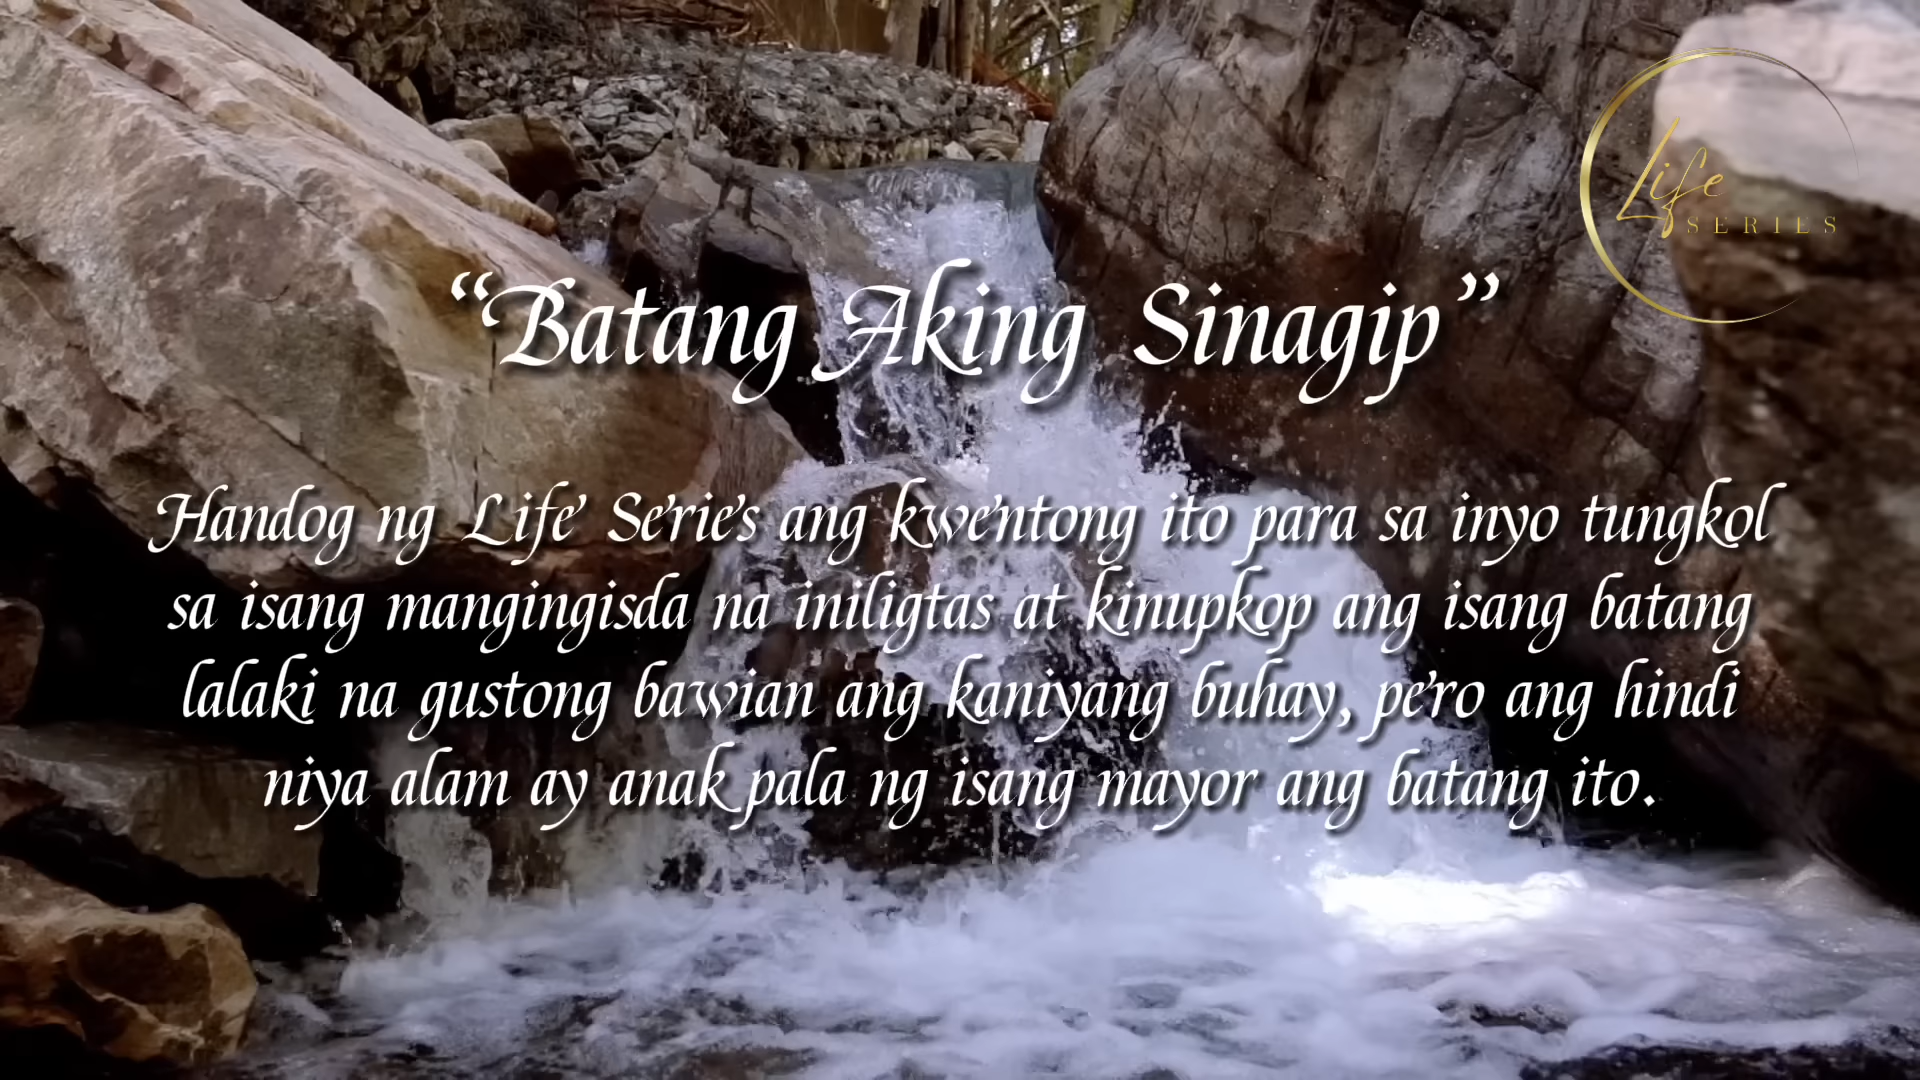 Life
SERIES
“Batang Aking Sinagip”
Handog ng Life Series ang kwentong ito para sa inyo tungkol
sa isang mangingisda na iniligtas at kinupkop ang isang batang
lalaki na gustong bawian ang kaniyang buhay, pero ang hindi
niya alam ay anak pala ng isang mayor ang batang ito.